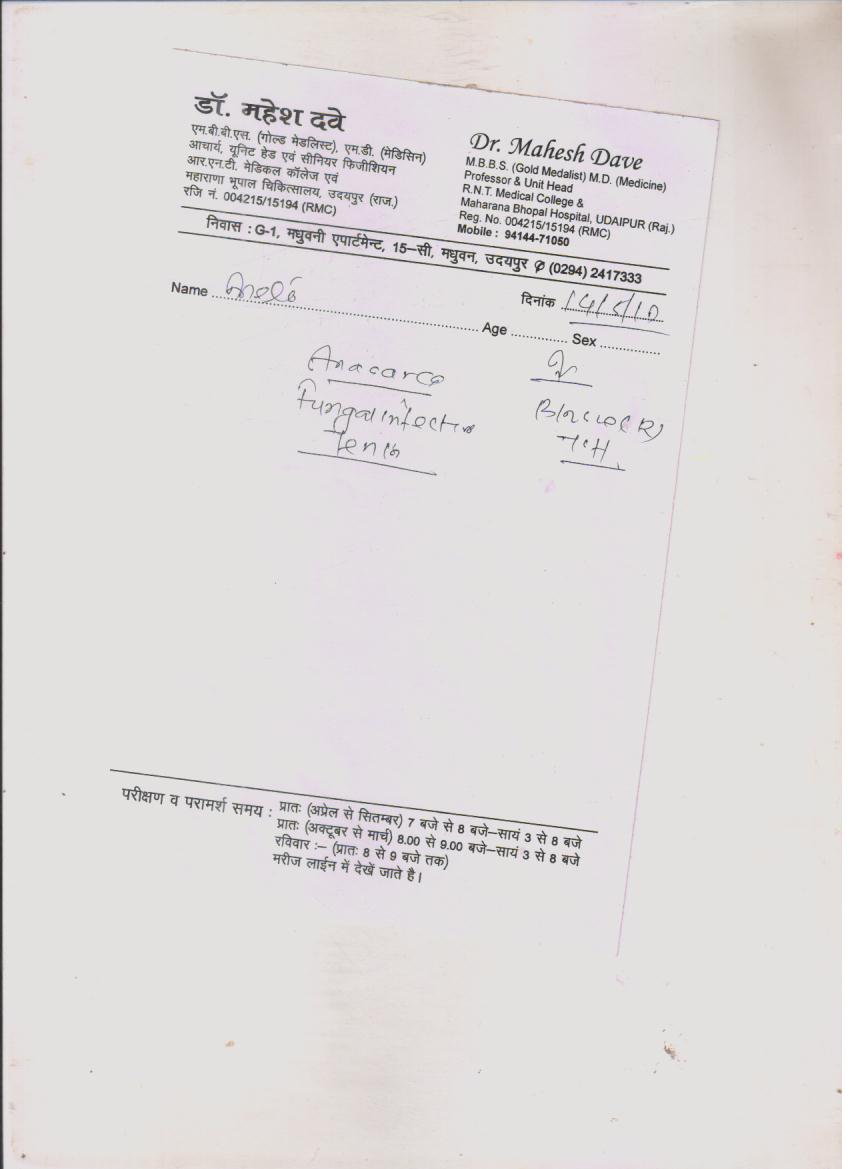 डॉ. महेश दवे
एम.बी.बी.एस. (गोल्ड मेडलिस्ट), एम.डी. (मेडिसिन)
आचार्य, यूनिट हेड एवं सीनियर फिजीशियन
आर.एन.टी. मेडिकल कॉलेज एवं
महाराणा भूपाल चिकित्सालय, उदयपुर (राज.)
रजि नं. 004215/15194 (RMC)
Dr. Mahesh Dave
M.B.B.S. (Gold Medalist) M.D. (Medicine)
Professor & Unit Head
R.N.T. Medical College &
Maharana Bhopal Hospital, UDAIPUR (Raj.)
Reg. No. 004215/15194 (RMC)
Mobile : 94144-71050
निवास : G-1, मधुवनी एपार्टमेन्ट, 15–सी, मधुवन, उदयपुर ✆ (0294) 2417333
Name
दिनांक 14/5/10
Age Sex
Fungal infection
परीक्षण व परामर्श समय : प्रातः (अप्रेल से सितम्बर) 7 बजे से 8 बजे–सायं 3 से 8 बजे
प्रातः (अक्टूबर से मार्च) 8.00 से 9.00 बजे–सायं 3 से 8 बजे
रविवार :– (प्रातः 8 से 9 बजे तक)
मरीज लाईन में देखें जाते है।